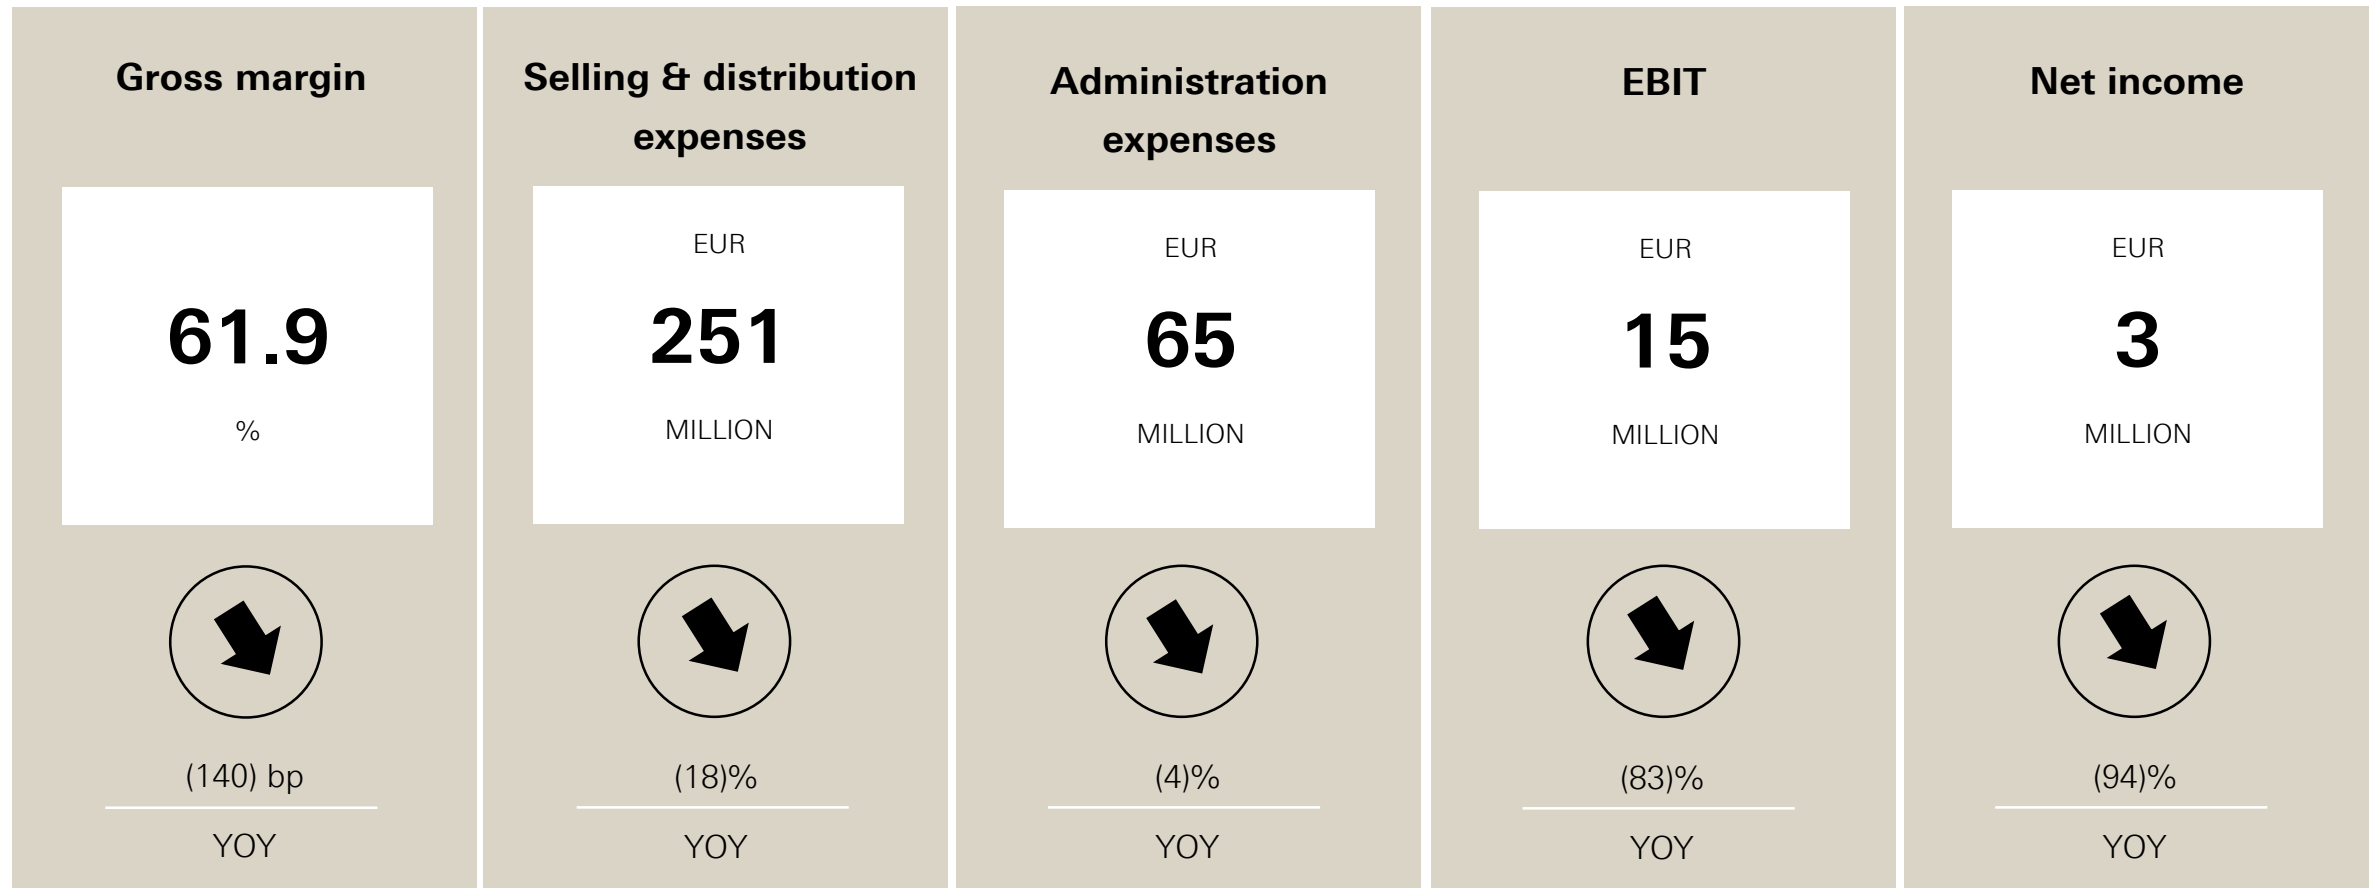 Gross margin
61.9
%
(140) bp
YOY
Selling & distribution
expenses
EUR
251
MILLION
(18)%
YOY
Administration
expenses
EUR
65
MILLION
(4)%
YOY
EBIT
EUR
15
MILLION
(83)%
YOY
Net income
EUR
3
MILLION
(94)%
YOY